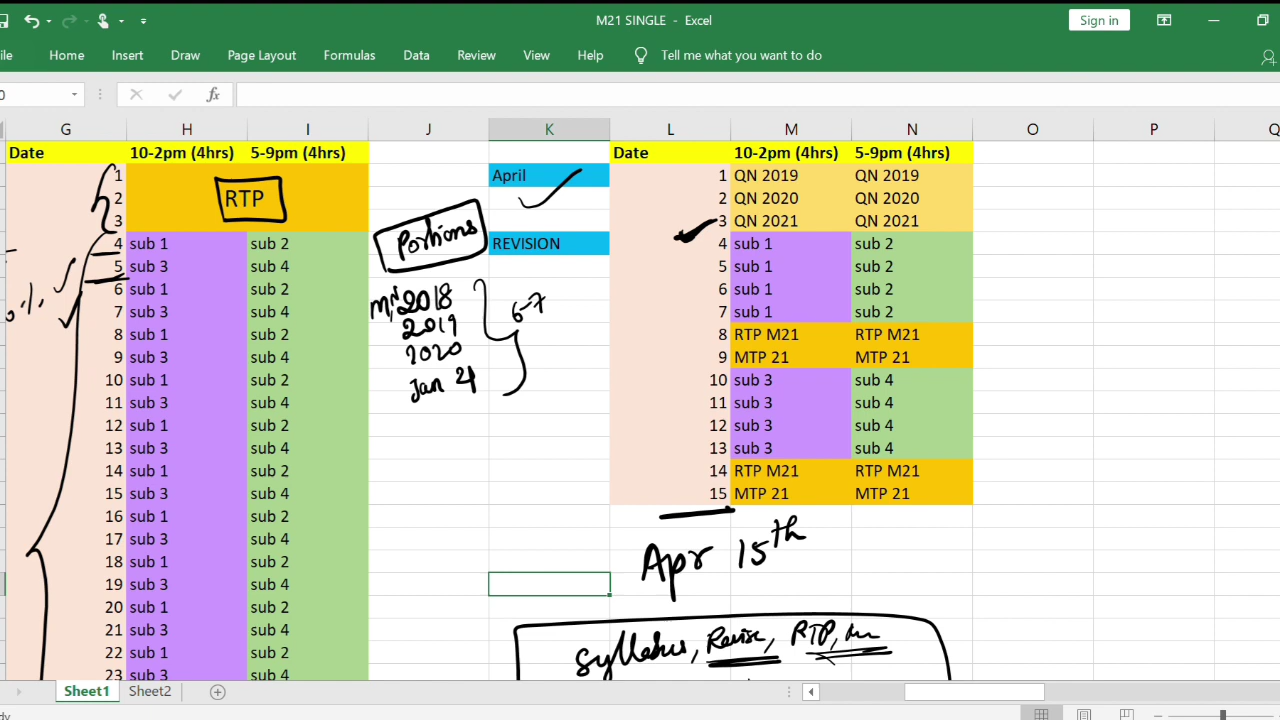 M21 SINGLE - Excel
Sign in
ile Home Insert Draw Page Layout Formulas Data Review View Help Tell me what you want to do
0 fx
G H I J K L M N O P Q
Date 10-2pm (4hrs) 5-9pm (4hrs) Date 10-2pm (4hrs) 5-9pm (4hrs)
1 April 1 QN 2019 QN 2019
2 RTP 2 QN 2020 QN 2020
3 3 QN 2021 QN 2021
4 sub 1 sub 2 Portions REVISION 4 sub 1 sub 2
5 sub 3 sub 4 5 sub 1 sub 2
6 sub 1 sub 2 2018 6 sub 1 sub 2
7 sub 3 sub 4 6-7 7 sub 1 sub 2
8 sub 1 sub 2 2019 8 RTP M21 RTP M21
9 sub 3 sub 4 2020 9 MTP 21 MTP 21
10 sub 1 sub 2 Jan 21 10 sub 3 sub 4
11 sub 3 sub 4 11 sub 3 sub 4
12 sub 1 sub 2 12 sub 3 sub 4
13 sub 3 sub 4 13 sub 3 sub 4
14 sub 1 sub 2 14 RTP M21 RTP M21
15 sub 3 sub 4 15 MTP 21 MTP 21
16 sub 1 sub 2
17 sub 3 sub 4
18 sub 1 sub 2 Apr 15th
19 sub 3 sub 4
20 sub 1 sub 2
21 sub 3 sub 4
22 sub 1 sub 2 Syllabus, Revise, RTP,
23 sub 3 sub 4
Sheet1 Sheet2
dy